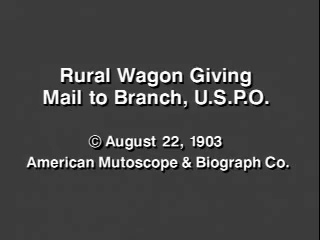 Rural Wagon Giving
Mail to Branch, U.S.P.O.
© August 22, 1903
American Mutoscope & Biograph Co.